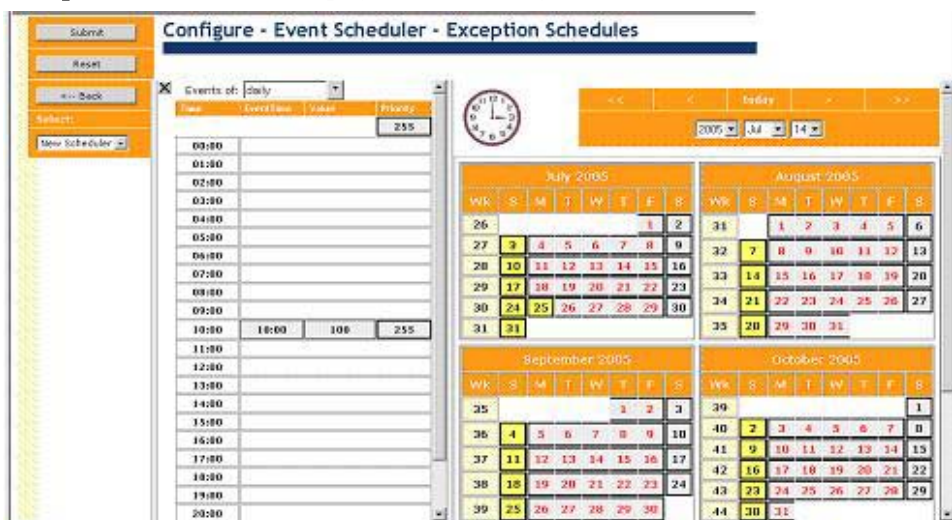 Configure - Event Scheduler - Exception Schedules
Submit
Reset
<-- Back
Select:
New Scheduler
Events of: daily
Time EventTime Value Priority
255
00:00
01:00
02:00
03:00
04:00
05:00
06:00
07:00
08:00
09:00
10:00 10:00 100 255
11:00
12:00
13:00
14:00
15:00
16:00
17:00
18:00
19:00
20:00
<< < today > >>
2005 Jul 14
July 2005
Wk S M T W T F S
26 1 2
27 3 4 5 6 7 8 9
28 10 11 12 13 14 15 16
29 17 18 19 20 21 22 23
30 24 25 26 27 28 29 30
31 31
August 2005
Wk S M T W T F S
31 1 2 3 4 5 6
32 7 8 9 10 11 12 13
33 14 15 16 17 18 19 20
34 21 22 23 24 25 26 27
35 28 29 30 31
September 2005
Wk S M T W T F S
35 1 2 3
36 4 5 6 7 8 9 10
37 11 12 13 14 15 16 17
38 18 19 20 21 22 23 24
39 25 26 27 28 29 30
October 2005
Wk S M T W T F S
39 1
40 2 3 4 5 6 7 8
41 9 10 11 12 13 14 15
42 16 17 18 19 20 21 22
43 23 24 25 26 27 28 29
44 30 31